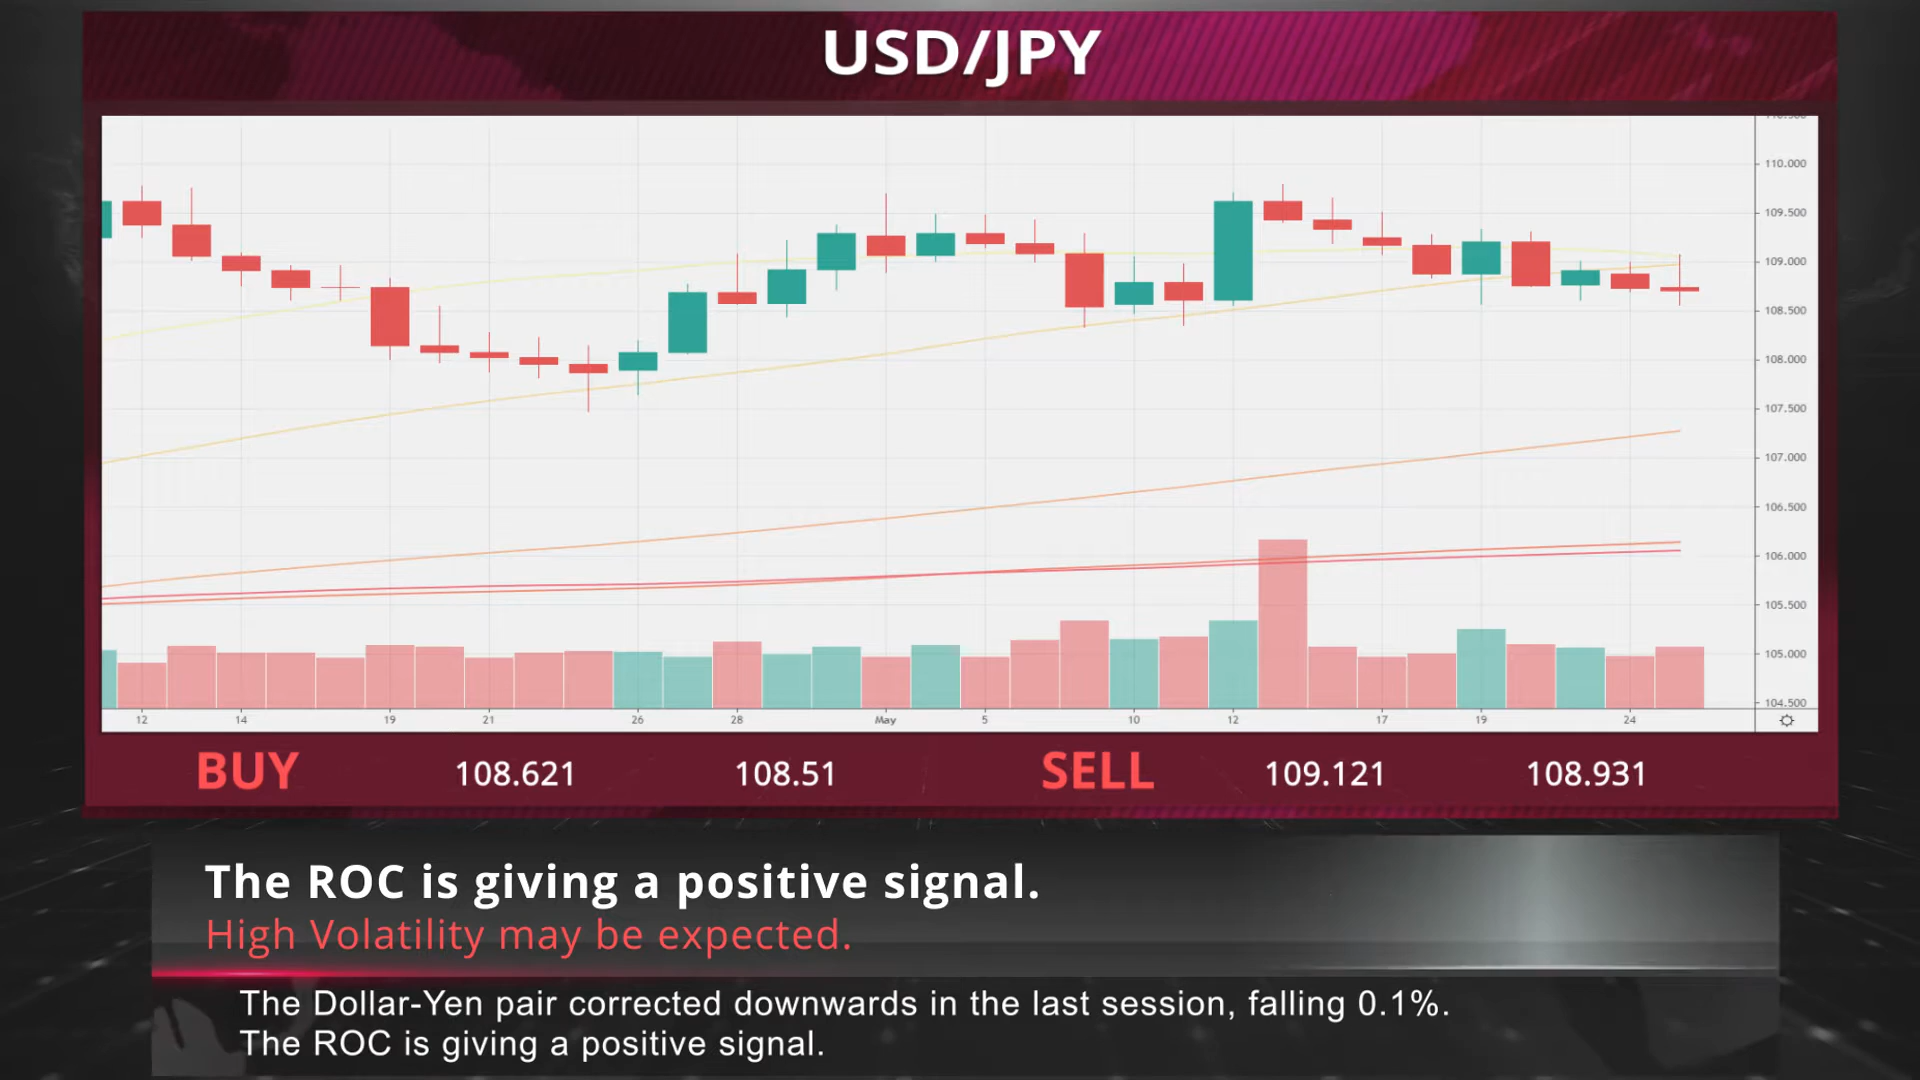 USD/JPY
110.000
109.500
109.000
108.500
108.000
107.500
107.000
106.500
106.000
105.500
105.000
104.500
12 14 19 21 26 28 May 5 10 12 17 19 24
BUY 108.621 108.51 SELL 109.121 108.931
The ROC is giving a positive signal.
High Volatility may be expected.
The Dollar-Yen pair corrected downwards in the last session, falling 0.1%.
The ROC is giving a positive signal.